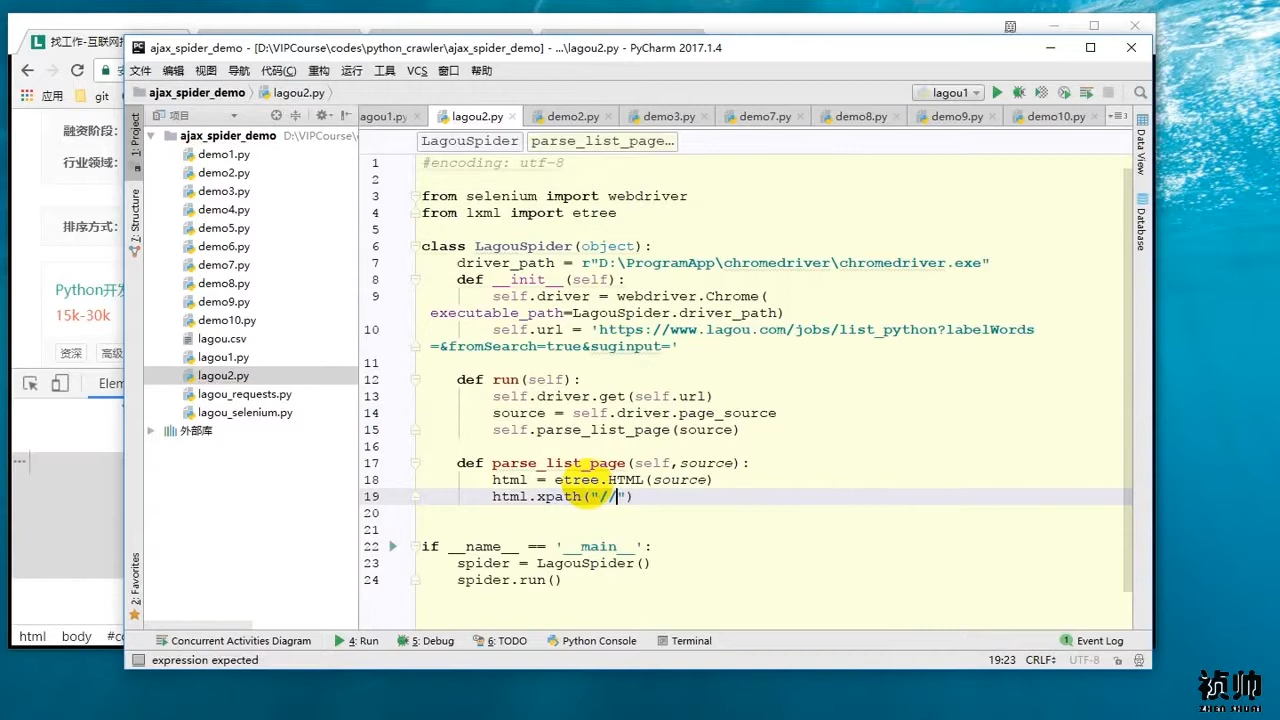 找工作-互联网招
ajax_spider_demo - [D:\VIPCourse\codes\python_crawler\ajax_spider_demo] - ...\lagou2.py - PyCharm 2017.1.4
文件 编辑 视图 导航 代码(C) 重构 运行 工具 VCS 窗口 帮助
应用 git
ajax_spider_demo lagou2.py
lagou1
项目
agou1.py lagou2.py demo2.py demo3.py demo7.py demo8.py demo9.py demo10.py
LagouSpider parse_list_page...
1: Project
7: Structure
2: Favorites
Data View
Database
融资阶段：
行业领域：
排序方式：
Python开发
15k-30k
资深 高级
Elem
html body #co
ajax_spider_demo D:\VIPCourse\
demo1.py
demo2.py
demo3.py
demo4.py
demo5.py
demo6.py
demo7.py
demo8.py
demo9.py
demo10.py
lagou.csv
lagou1.py
lagou2.py
lagou_requests.py
lagou_selenium.py
外部库
1 #encoding: utf-8
2
3 from selenium import webdriver
4 from lxml import etree
5
6 class LagouSpider(object):
7 driver_path = r"D:\ProgramApp\chromedriver\chromedriver.exe"
8 def __init__(self):
9 self.driver = webdriver.Chrome(
executable_path=LagouSpider.driver_path)
10 self.url = 'https://www.lagou.com/jobs/list_python?labelWords
=&fromSearch=true&suginput='
11
12 def run(self):
13 self.driver.get(self.url)
14 source = self.driver.page_source
15 self.parse_list_page(source)
16
17 def parse_list_page(self,source):
18 html = etree.HTML(source)
19 html.xpath("//")
20
21
22 if __name__ == '__main__':
23 spider = LagouSpider()
24 spider.run()
Concurrent Activities Diagram 4: Run 5: Debug 6: TODO Python Console Terminal 1 Event Log
expression expected 19:23 CRLF÷ UTF-8
祯帅
ZHEN SHUAI